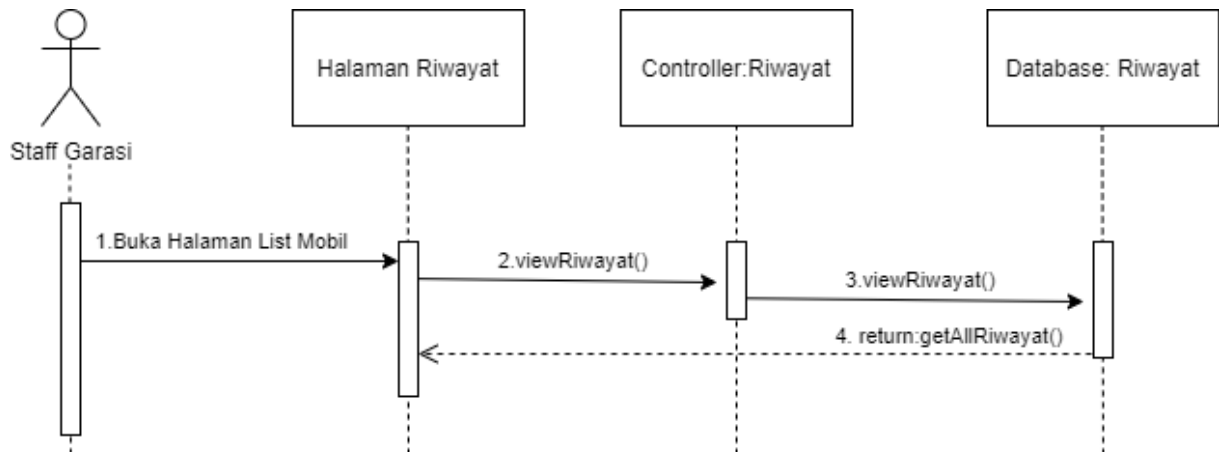 Halaman Riwayat
Controller:Riwayat
Database: Riwayat
Staff Garasi
1.Buka Halaman List Mobil
2.viewRiwayat()
3.viewRiwayat()
4. return:getAllRiwayat()